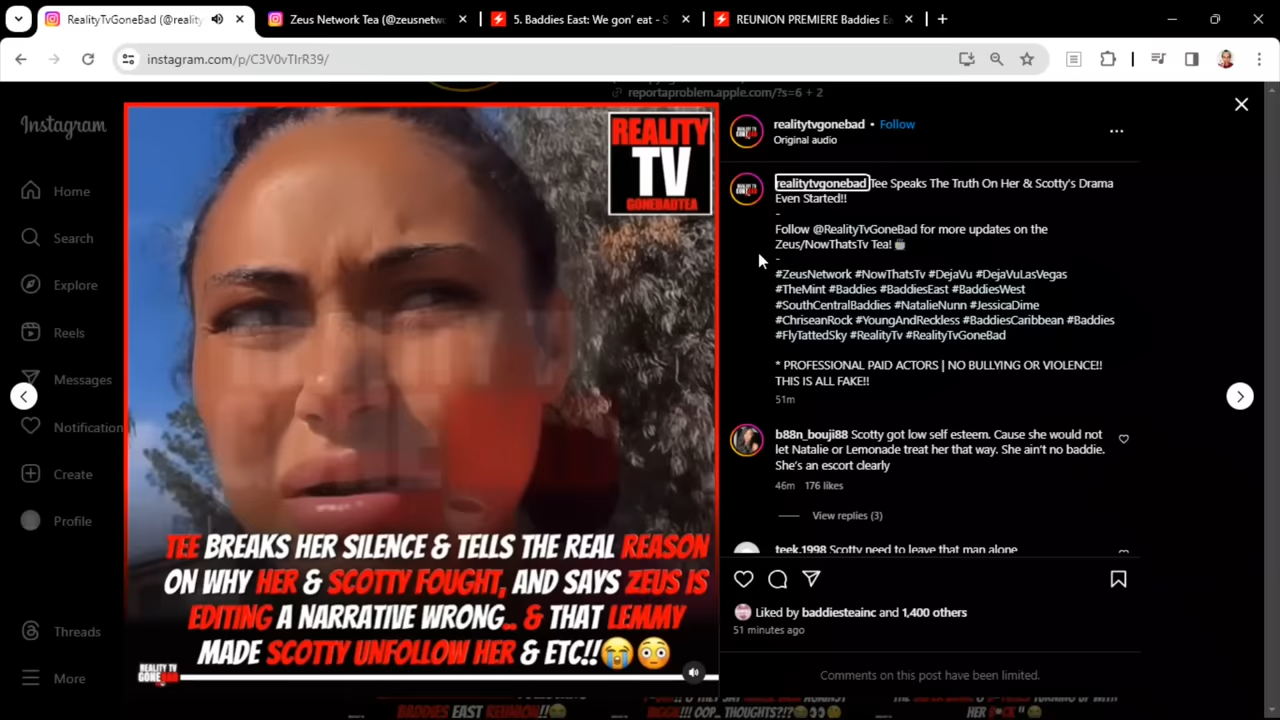 RealityTvGoneBad (@reality
Zeus Network Tea (@zeusnetw
5. Baddies East: We gon' eat - S
REUNION PREMIERE Baddies E
instagram.com/p/C3V0vTIrR39/
reportaproblem.apple.com/?s=6 + 2
Instagram
Home
Search
Explore
Reels
Messages
Notification
Create
Profile
Threads
More
REALITY
TV
GONEBADTEA
TEE BREAKS HER SILENCE & TELLS THE REAL REASON
ON WHY HER & SCOTTY FOUGHT, AND SAYS ZEUS IS
EDITING A NARRATIVE WRONG.. & THAT LEMMY
MADE SCOTTY UNFOLLOW HER & ETC!!😭😳
REALITY TV
GONE BAD
realitytvgonebad • Follow
Original audio
realitytvgonebad Tee Speaks The Truth On Her & Scotty's Drama
Even Started!!
-
Follow @RealityTvGoneBad for more updates on the
Zeus/NowThatsTv Tea!🍵
-
#ZeusNetwork #NowThatsTv #DejaVu #DejaVuLasVegas
#TheMint #Baddies #BaddiesEast #BaddiesWest
#SouthCentralBaddies #NatalieNunn #JessicaDime
#ChriseanRock #YoungAndReckless #BaddiesCaribbean #Baddies
#FlyTattedSky #RealityTv #RealityTvGoneBad
* PROFESSIONAL PAID ACTORS | NO BULLYING OR VIOLENCE!!
THIS IS ALL FAKE!!
51m
b88n_bouji88 Scotty got low self esteem. Cause she would not
let Natalie or Lemonade treat her that way. She ain't no baddie.
She's an escort clearly
46m 176 likes
View replies (3)
teek.1998 Scotty need to leave that man alone
Liked by baddiesteainc and 1,400 others
51 minutes ago
Comments on this post have been limited.
BADDIES EAST REUNION!!